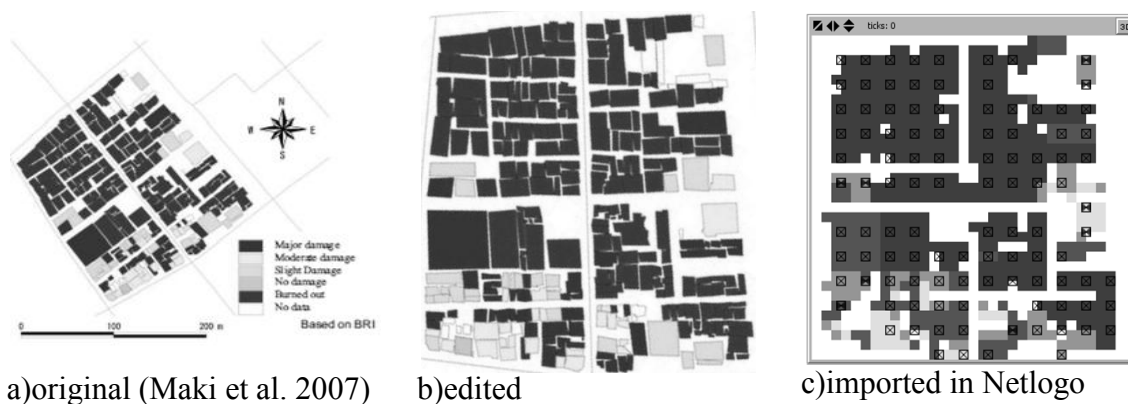 N
W E
S
Major damage
Moderate damage
Slight Damage
No damage
Burned out
No data
0 100 200 m
Based on BRI
ticks: 0
3D
a)original (Maki et al. 2007)
b)edited
c)imported in Netlogo